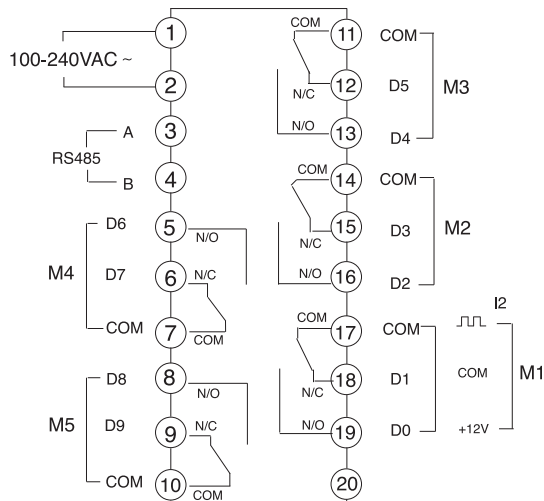 1 COM 11 COM
100-240VAC ~
2 N/C 12 D5 M3
A 3 N/O 13 D4
RS485
B 4 COM 14 COM
D6 5 N/O 15 D3 M2
N/C
M4 D7 6 N/C N/O 16 D2
I2
COM 7 COM COM 17 COM
D8 8 N/O 18 D1 COM M1
N/C
M5 D9 9 N/C N/O 19 D0 +12V
COM 10 COM 20